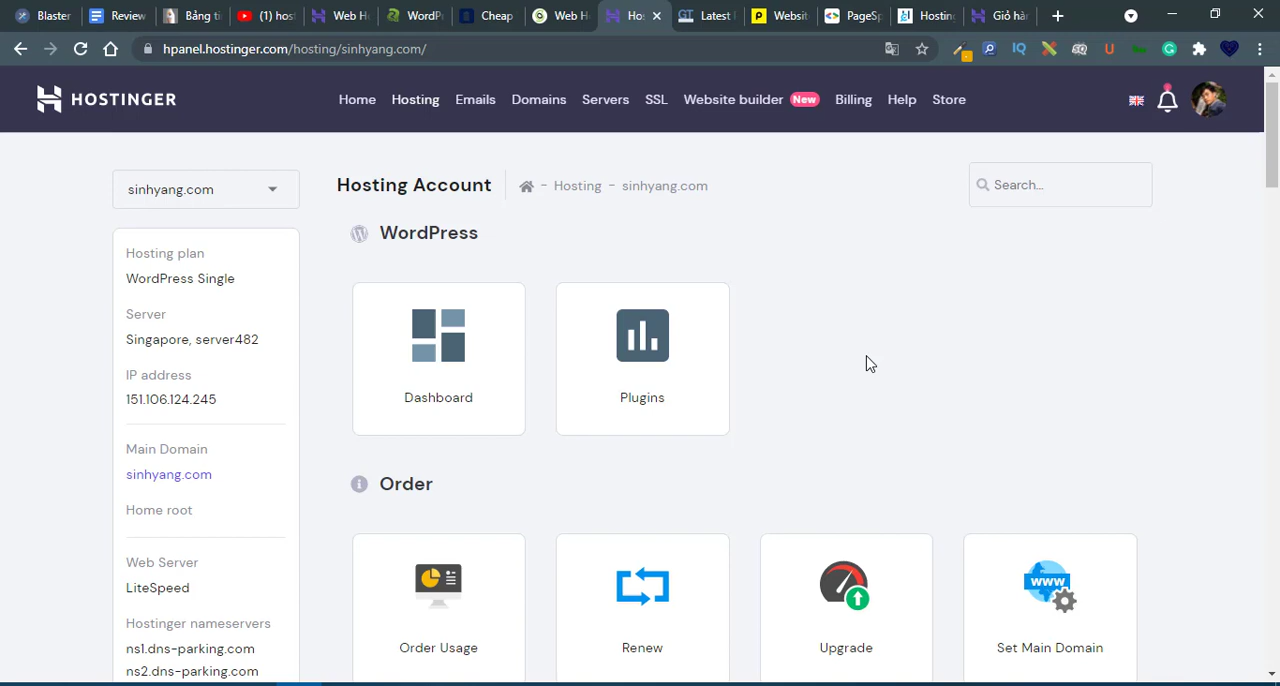 Blaster
Review
Bảng ti
(1) hos
Web H
WordP
Cheap
Web H
Ho
Latest
Websit
PageSp
Hosting
Giỏ hà
hpanel.hostinger.com/hosting/sinhyang.com/
HOSTINGER
Home
Hosting
Emails
Domains
Servers
SSL
Website builder New
Billing
Help
Store
sinhyang.com
Hosting Account
- Hosting - sinhyang.com
Search...
Hosting plan
WordPress Single
Server
Singapore, server482
IP address
151.106.124.245
Main Domain
sinhyang.com
Home root
Web Server
LiteSpeed
Hostinger nameservers
ns1.dns-parking.com
ns2.dns-parking.com
WordPress
Dashboard
Plugins
Order
Order Usage
Renew
Upgrade
www
Set Main Domain